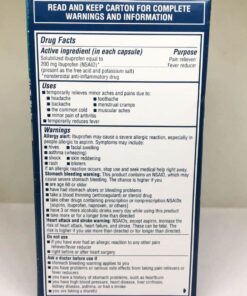 READ AND KEEP CARTON FOR COMPLETE
WARNINGS AND INFORMATION
Drug Facts
Active ingredient (in each capsule) Purpose
Solubilized ibuprofen equal to Pain reliever/
200 mg ibuprofen (NSAID)* Fever reducer
(present as the free acid and potassium salt)
*nonsteroidal anti-inflammatory drug
Uses
■ temporarily relieves minor aches and pains due to:
■ headache ■ toothache
■ backache ■ menstrual cramps
■ the common cold ■ muscular aches
■ minor pain of arthritis
■ temporarily reduces fever
Warnings
Allergy alert: Ibuprofen may cause a severe allergic reaction, especially in
people allergic to aspirin. Symptoms may include:
■ hives ■ facial swelling
■ asthma (wheezing)
■ shock ■ skin reddening
■ rash ■ blisters
If an allergic reaction occurs, stop use and seek medical help right away.
Stomach bleeding warning: This product contains an NSAID, which may
cause severe stomach bleeding. The chance is higher if you
■ are age 60 or older
■ have had stomach ulcers or bleeding problems
■ take a blood thinning (anticoagulant) or steroid drug
■ take other drugs containing prescription or nonprescription NSAIDs
(aspirin, ibuprofen, naproxen, or others)
■ have 3 or more alcoholic drinks every day while using this product
■ take more or for a longer time than directed
Heart attack and stroke warning: NSAIDs, except aspirin, increase the
risk of heart attack, heart failure, and stroke. These can be fatal. The
risk is higher if you use more than directed or for longer than directed.
Do not use
■ if you have ever had an allergic reaction to any other pain
reliever/fever reducer
■ right before or after heart surgery
Ask a doctor before use if
■ stomach bleeding warning applies to you
■ you have problems or serious side effects from taking pain relievers or
fever reducers
■ you have a history of stomach problems, such as heartburn
■ you have high blood pressure, heart disease, liver cirrhosis,
kidney disease, asthma, or had a stroke
■ you are taking a diuretic